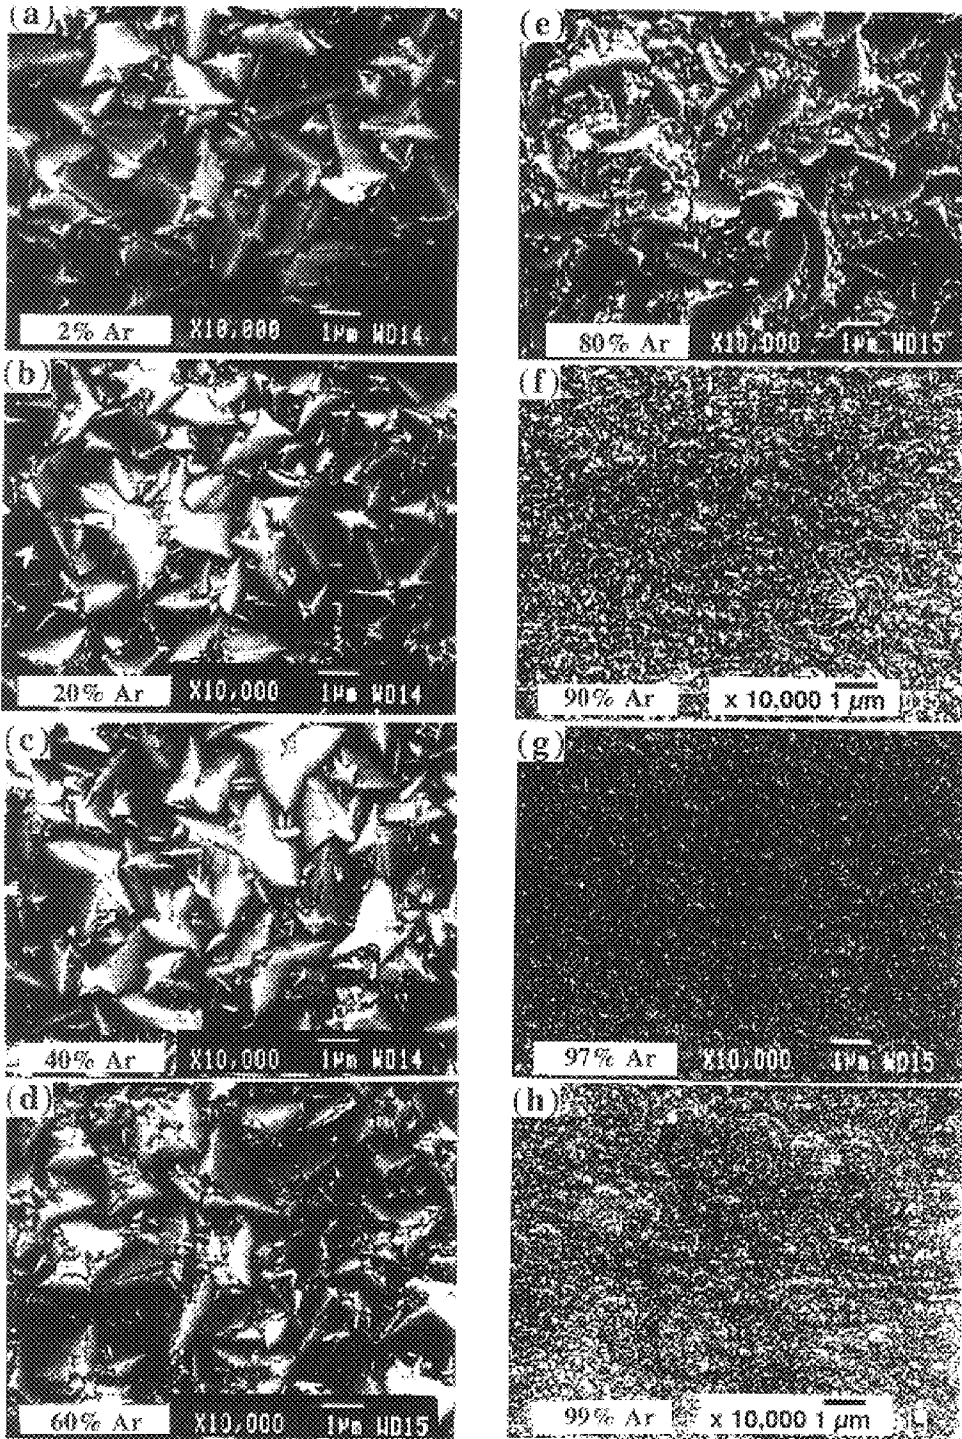 (a)
2% Ar X10,000 1µm WD14
(b)
20% Ar X10,000 1µm WD14
(c)
40% Ar X10,000 1µm WD14
(d)
60% Ar X10,000 1µm WD15
(e)
80% Ar X10,000 1µm WD15
(f)
90% Ar x 10,000 1 µm
(g)
97% Ar X10,000 1µm WD15
(h)
99% Ar x 10,000 1 µm